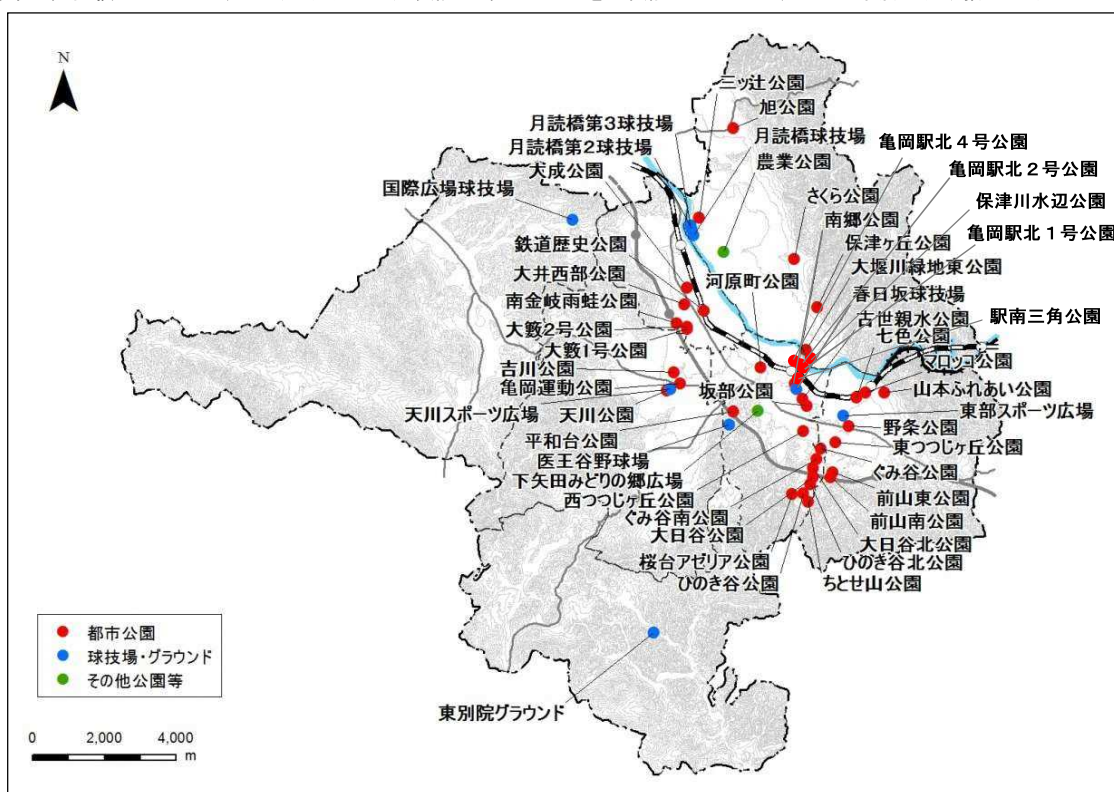 N
三ッ辻公園
旭公園
月読橋第3球技場
月読橋球技場
亀岡駅北4号公園
月読橋第2球技場
農業公園
亀岡駅北2号公園
大成公園
さくら公園
国際広場球技場
南郷公園
保津川水辺公園
鉄道歴史公園
保津ヶ丘公園
亀岡駅北1号公園
大井西部公園
河原町公園
大堰川緑地東公園
南金岐雨蛙公園
春日坂球技場
古世親水公園
駅南三角公園
大籔2号公園
七色公園
大籔1号公園
マロッコ公園
吉川公園
亀岡運動公園
坂部公園
山本ふれあい公園
天川スポーツ広場
天川公園
東部スポーツ広場
平和台公園
野条公園
医王谷野球場
東つつじヶ丘公園
下矢田みどりの郷広場
ぐみ谷公園
西つつじヶ丘公園
前山東公園
ぐみ谷南公園
前山南公園
大日谷公園
大日谷北公園
桜台アゼリア公園
ひのき谷北公園
ひのき谷公園
ちとせ山公園
都市公園
球技場・グラウンド
その他公園等
東別院グラウンド
0 2,000 4,000
m